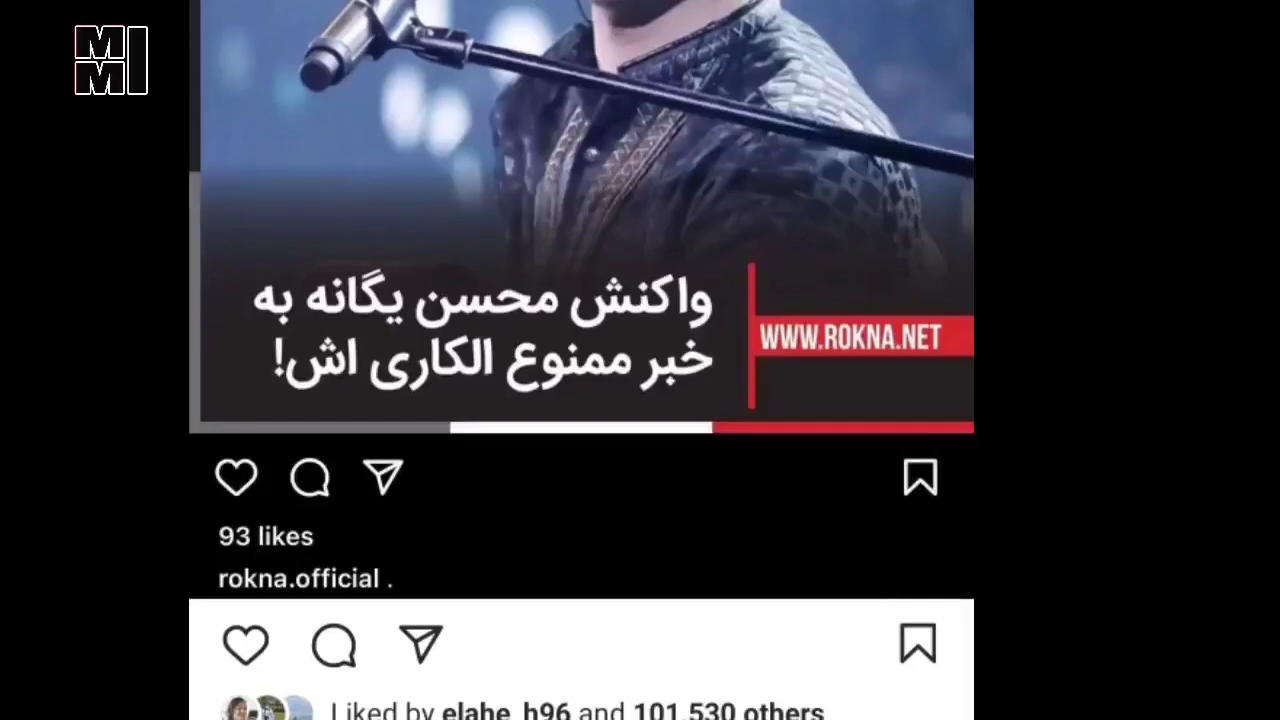 MMI
واکنش محسن یگانه به
خبر ممنوع الکاری اش!
WWW.ROKNA.NET
93 likes
rokna.official .
Liked by elahe_h96 and 101,530 others